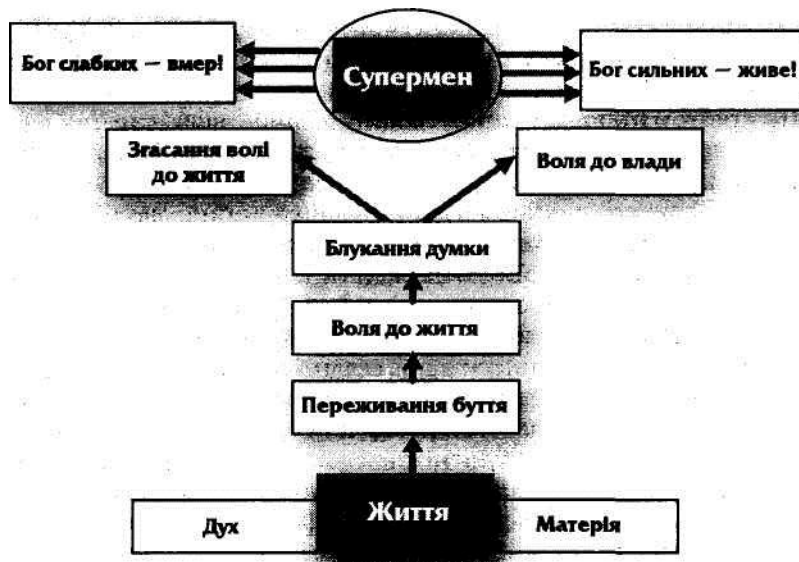 Бог слабких — вмер!
Супермен
Бог сильних — живе!
Згасання волі
до життя
Воля до влади
Блукання думки
Воля до життя
Переживання буття
Дух
Життя
Матерія